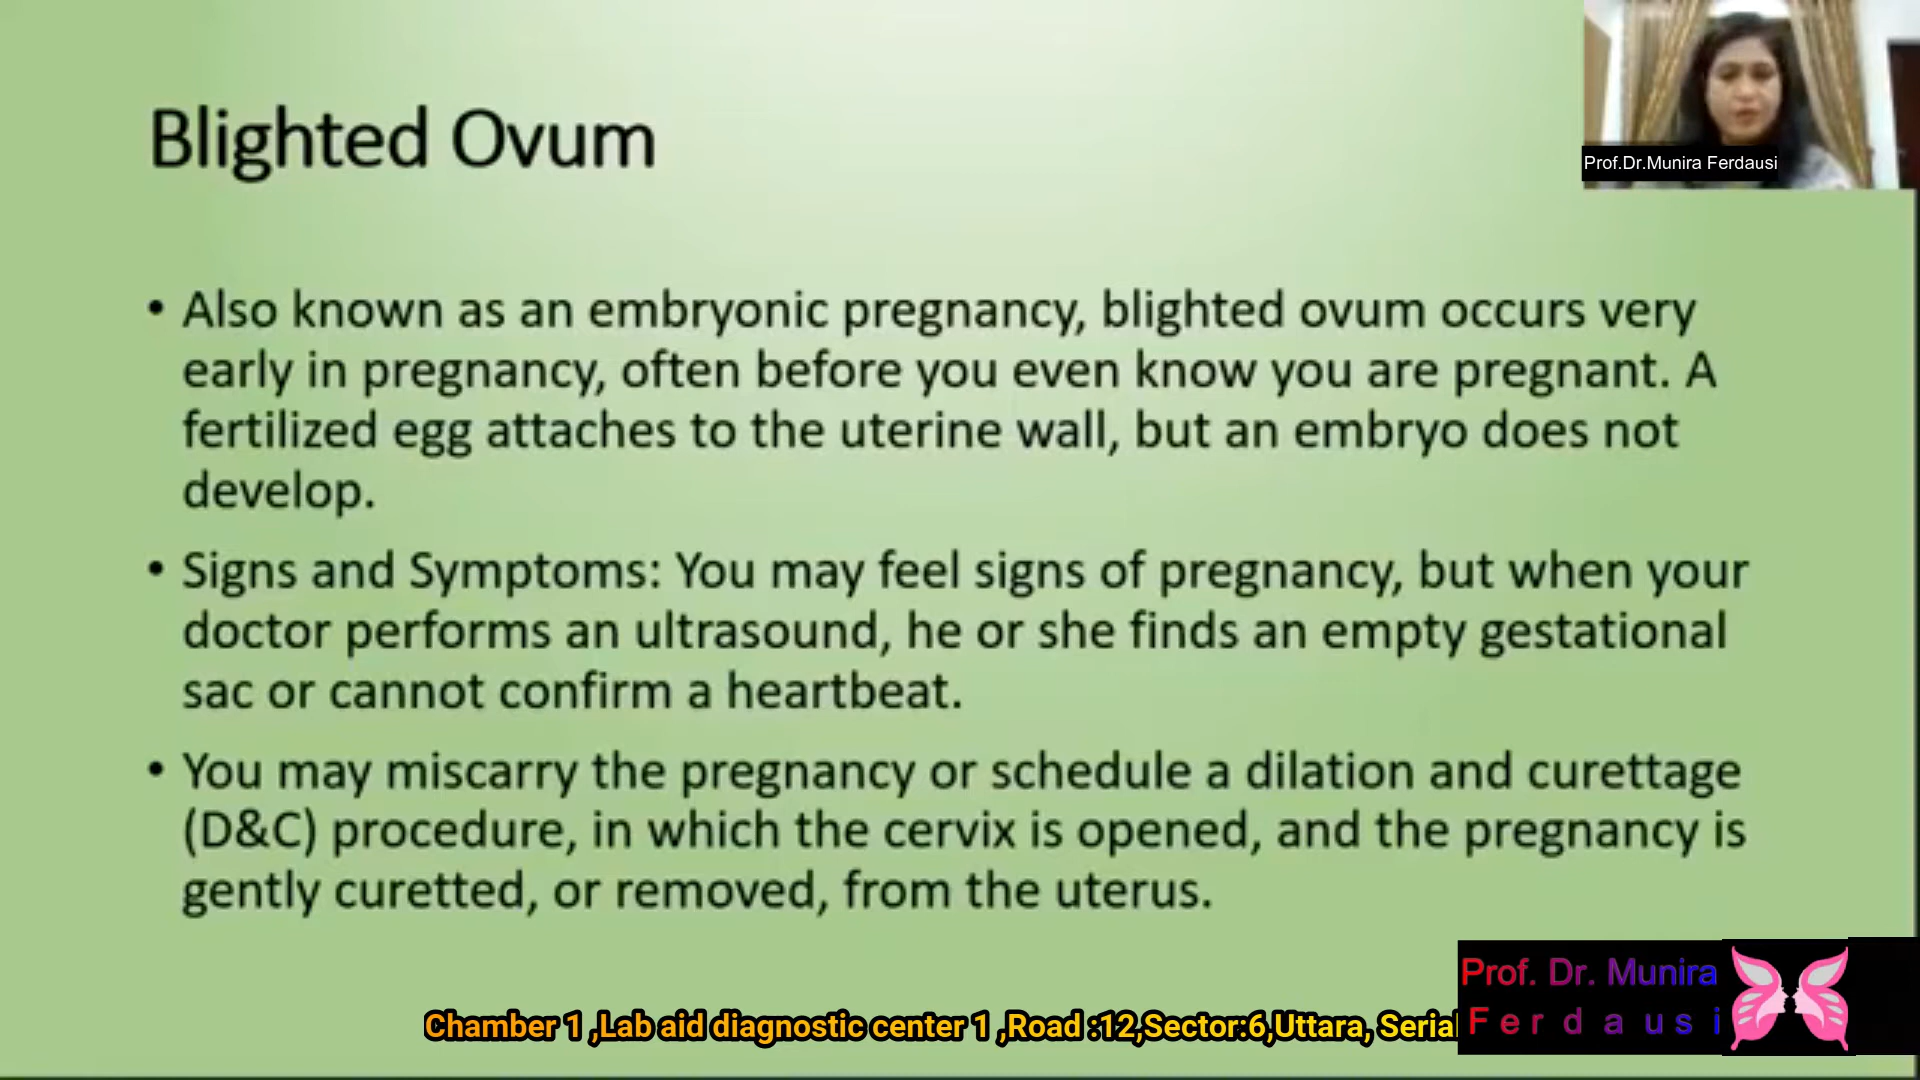 Blighted Ovum
Prof.Dr.Munira Ferdausi
• Also known as an embryonic pregnancy, blighted ovum occurs very
early in pregnancy, often before you even know you are pregnant. A
fertilized egg attaches to the uterine wall, but an embryo does not
develop.
• Signs and Symptoms: You may feel signs of pregnancy, but when your
doctor performs an ultrasound, he or she finds an empty gestational
sac or cannot confirm a heartbeat.
• You may miscarry the pregnancy or schedule a dilation and curettage
(D&C) procedure, in which the cervix is opened, and the pregnancy is
gently curetted, or removed, from the uterus.
Prof. Dr. Munira
Ferdausi
Chamber 1 ,Lab aid diagnostic center 1 ,Road :12,Sector:6,Uttara, Serial